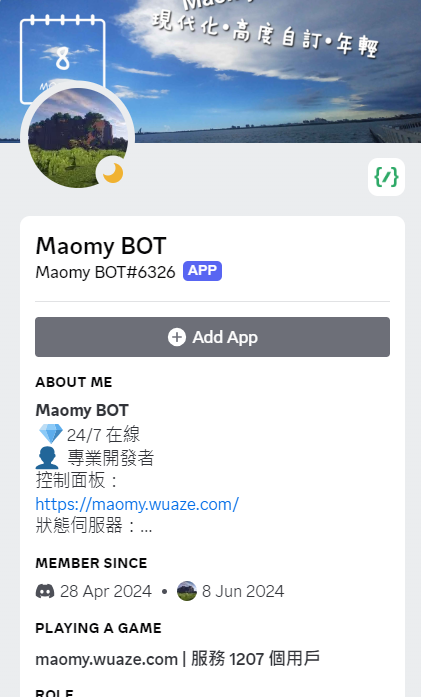 Maomy
現代化•高度自訂•年輕
8
Maomy BOT
Maomy BOT#6326 APP
Add App
ABOUT ME
Maomy BOT
24/7 在線
專業開發者
控制面板：
https://maomy.wuaze.com/
狀態伺服器：...
MEMBER SINCE
28 Apr 2024 • 8 Jun 2024
PLAYING A GAME
maomy.wuaze.com | 服務 1207 個用戶
ROLE